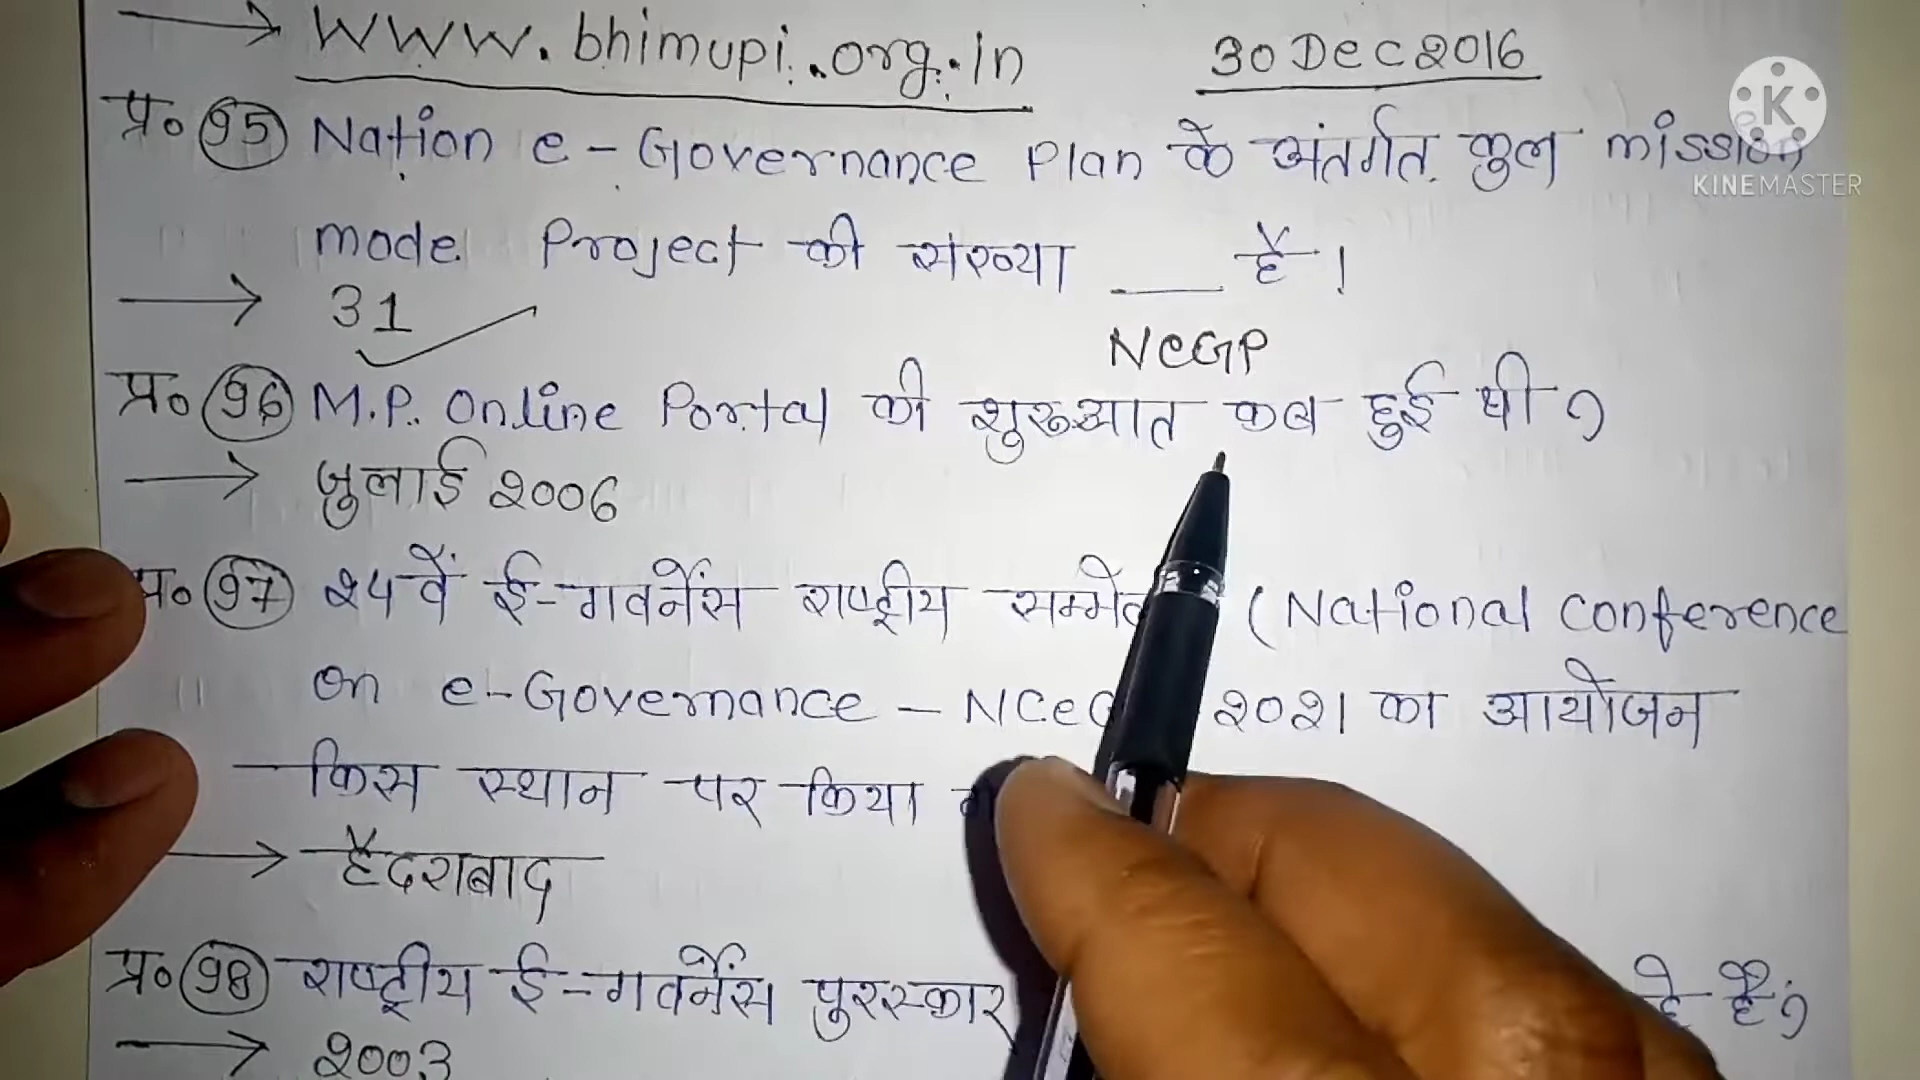 → www.bhimupi.org.in 30 Dec 2016
प्र० 95 Nation e-Governance Plan के अंतर्गत कुल mission
mode Project की संख्या ___ है।
→ 31 ✓
NeGP
प्र० 96 M.P. Online Portal की शुरूआत कब हुई थी ?
→ जुलाई 2006
प्र० 97 24वें ई-गवर्नेंस राष्ट्रीय (National Conference
on e-Governance - 2021 का आयोजन
किस स्थान पर किया
→ हैदराबाद
प्र० 98 राष्ट्रीय ई-गवर्नेंस पुरस्कार हैं?
→ 2003
K
KINEMASTER